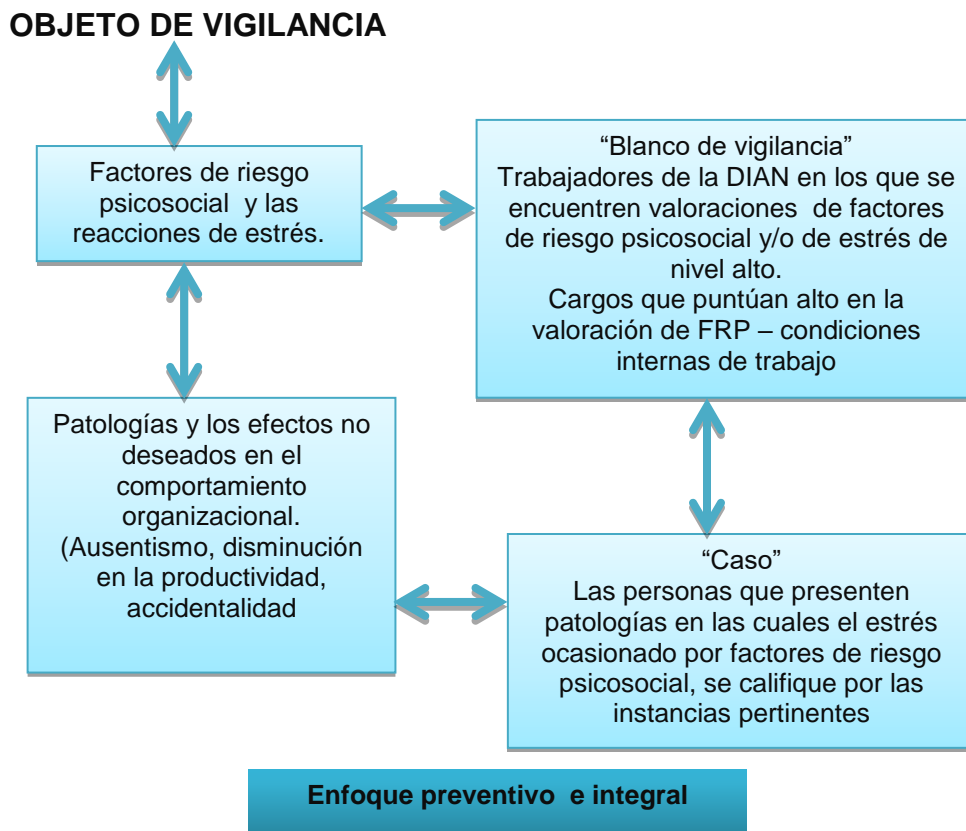 OBJETO DE VIGILANCIA
Factores de riesgo
psicosocial y las
reacciones de estrés.
“Blanco de vigilancia”
Trabajadores de la DIAN en los que se
encuentren valoraciones de factores
de riesgo psicosocial y/o de estrés de
nivel alto.
Cargos que puntúan alto en la
valoración de FRP – condiciones
internas de trabajo
Patologías y los efectos no
deseados en el
comportamiento
organizacional.
(Ausentismo, disminución
en la productividad,
accidentalidad
“Caso”
Las personas que presenten
patologías en las cuales el estrés
ocasionado por factores de riesgo
psicosocial, se califique por las
instancias pertinentes
Enfoque preventivo e integral